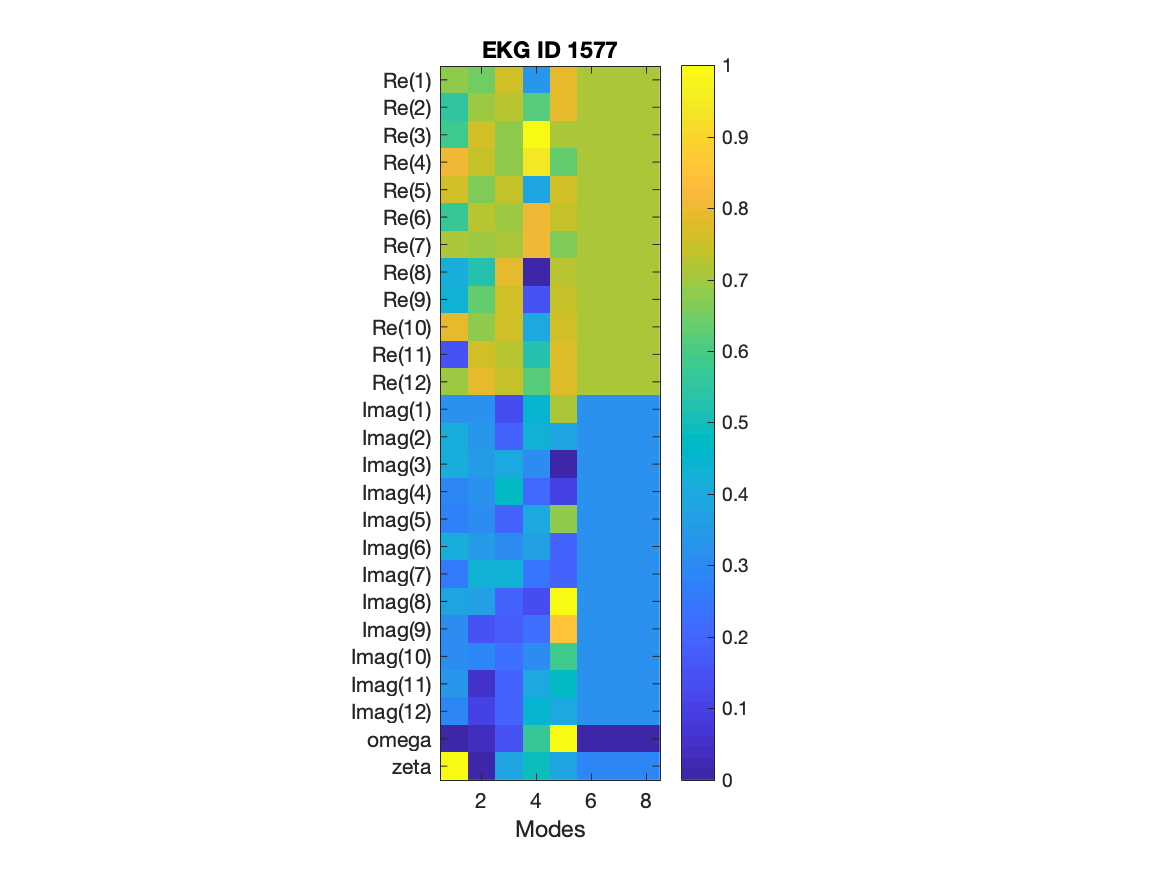 EKG ID 1577
Re(1)
Re(2)
Re(3)
Re(4)
Re(5)
Re(6)
Re(7)
Re(8)
Re(9)
Re(10)
Re(11)
Re(12)
Imag(1)
Imag(2)
Imag(3)
Imag(4)
Imag(5)
Imag(6)
Imag(7)
Imag(8)
Imag(9)
Imag(10)
Imag(11)
Imag(12)
omega
zeta
2 4 6 8
Modes
1
0.9
0.8
0.7
0.6
0.5
0.4
0.3
0.2
0.1
0